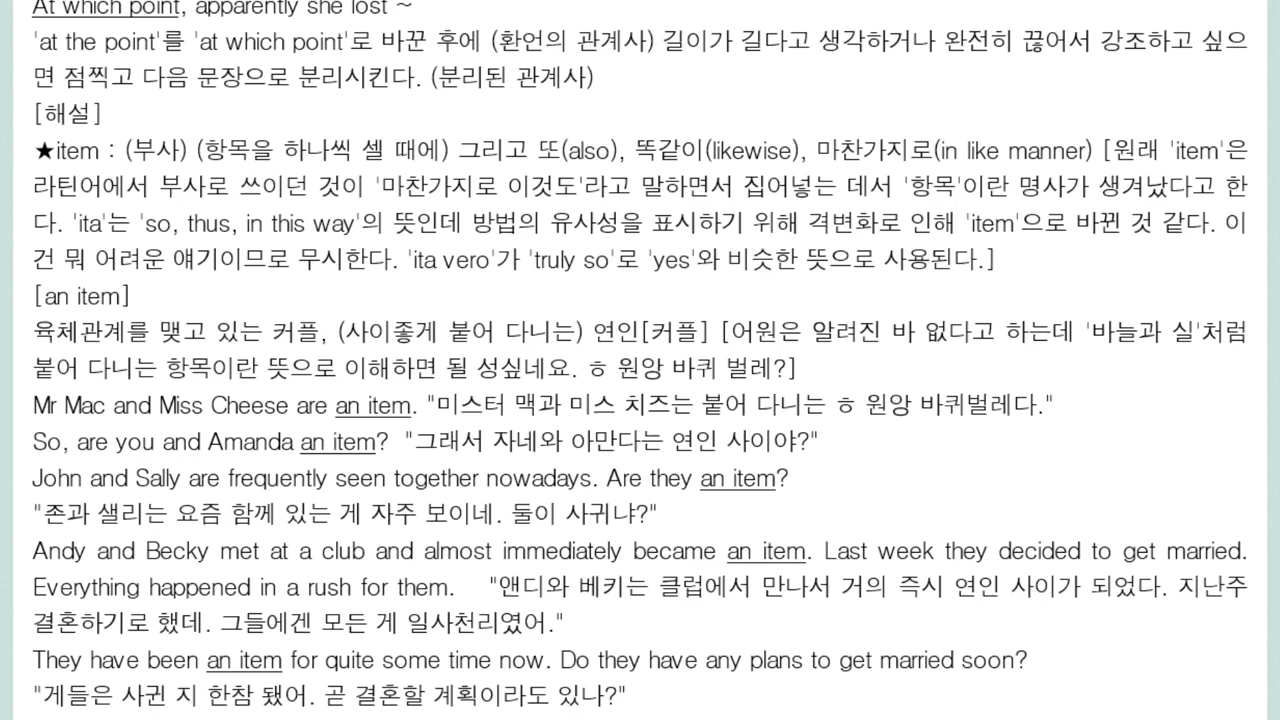 At which point, apparently she lost ~
'at the point'를 'at which point'로 바꾼 후에 (환언의 관계사) 길이가 길다고 생각하거나 완전히 끊어서 강조하고 싶으
면 점찍고 다음 문장으로 분리시킨다. (분리된 관계사)
[해설]
★item : (부사) (항목을 하나씩 셀 때에) 그리고 또(also), 똑같이(likewise), 마찬가지로(in like manner) [원래 'item'은
라틴어에서 부사로 쓰이던 것이 '마찬가지로 이것도'라고 말하면서 집어넣는 데서 '항목'이란 명사가 생겨났다고 한
다. 'ita'는 'so, thus, in this way'의 뜻인데 방법의 유사성을 표시하기 위해 격변화로 인해 'item'으로 바뀐 것 같다. 이
건 뭐 어려운 얘기이므로 무시한다. 'ita vero'가 'truly so'로 'yes'와 비슷한 뜻으로 사용된다.]
[an item]
육체관계를 맺고 있는 커플, (사이좋게 붙어 다니는) 연인[커플] [어원은 알려진 바 없다고 하는데 '바늘과 실'처럼
붙어 다니는 항목이란 뜻으로 이해하면 될 성싶네요. ㅎ 원앙 바퀴 벌레?]
Mr Mac and Miss Cheese are an item. "미스터 맥과 미스 치즈는 붙어 다니는 ㅎ 원앙 바퀴벌레다."
So, are you and Amanda an item? "그래서 자네와 아만다는 연인 사이야?"
John and Sally are frequently seen together nowadays. Are they an item?
"존과 샐리는 요즘 함께 있는 게 자주 보이네. 둘이 사귀냐?"
Andy and Becky met at a club and almost immediately became an item. Last week they decided to get married.
Everything happened in a rush for them. "앤디와 베키는 클럽에서 만나서 거의 즉시 연인 사이가 되었다. 지난주
결혼하기로 했데. 그들에겐 모든 게 일사천리였어."
They have been an item for quite some time now. Do they have any plans to get married soon?
"게들은 사귄 지 한참 됐어. 곧 결혼할 계획이라도 있나?"